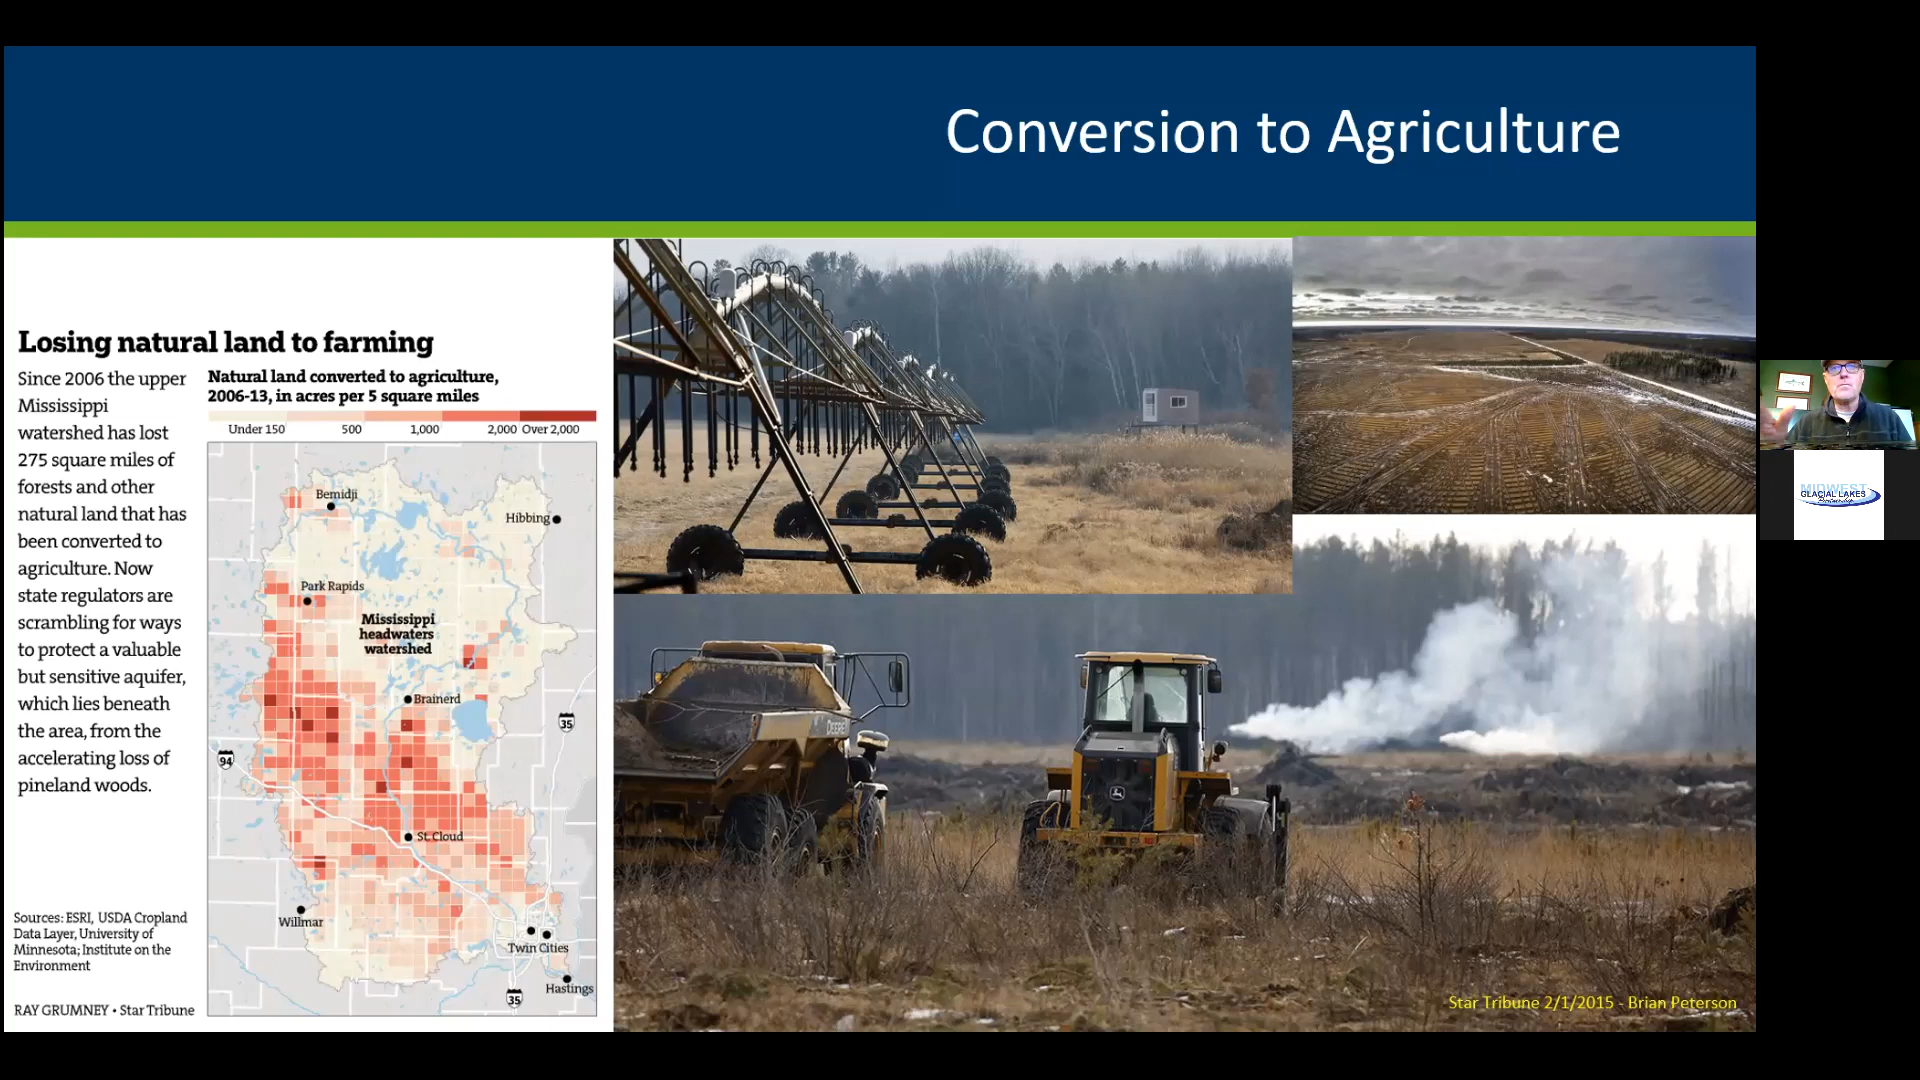 Conversion to Agriculture
Losing natural land to farming
Since 2006 the upper
Mississippi
watershed has lost
275 square miles of
forests and other
natural land that has
been converted to
agriculture. Now
state regulators are
scrambling for ways
to protect a valuable
but sensitive aquifer,
which lies beneath
the area, from the
accelerating loss of
pineland woods.
Natural land converted to agriculture,
2006-13, in acres per 5 square miles
Under 150 500 1,000 2,000 Over 2,000
Bemidji
Hibbing
Park Rapids
Mississippi
headwaters
watershed
Brainerd
35
94
St. Cloud
Willmar
Twin Cities
Hastings
35
Sources: ESRI, USDA Cropland
Data Layer, University of
Minnesota; Institute on the
Environment
RAY GRUMNEY • Star Tribune
DEERE
Star Tribune 2/1/2015 - Brian Peterson
MIDWEST
GLACIAL LAKES
Partnership